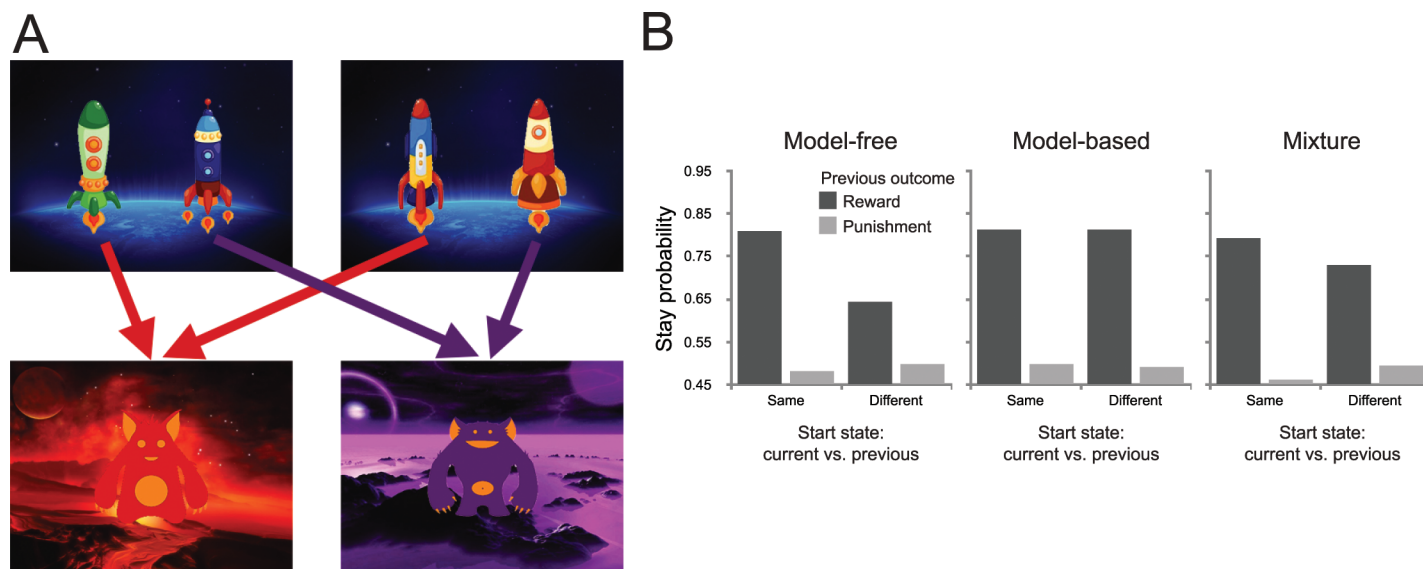 A
B
Model-free
Model-based
Mixture
Previous outcome
Reward
Punishment
Stay probability
0.95
0.85
0.75
0.65
0.55
0.45
Same
Different
Same
Different
Same
Different
Start state:
current vs. previous
Start state:
current vs. previous
Start state:
current vs. previous